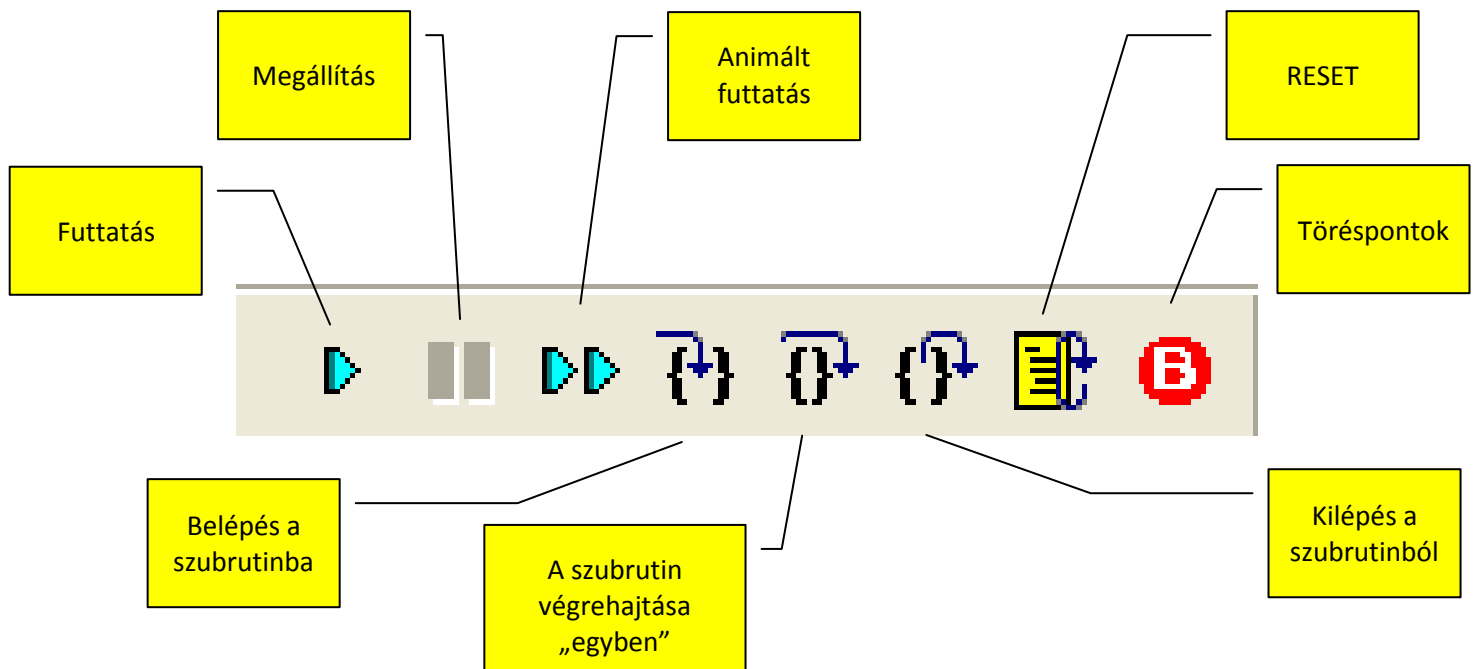 Megállítás
Animált
futtatás
RESET
Futtatás
Töréspontok
B
Belépés a
szubrutinba
A szubrutin
végrehajtása
„egyben”
Kilépés a
szubrutinból